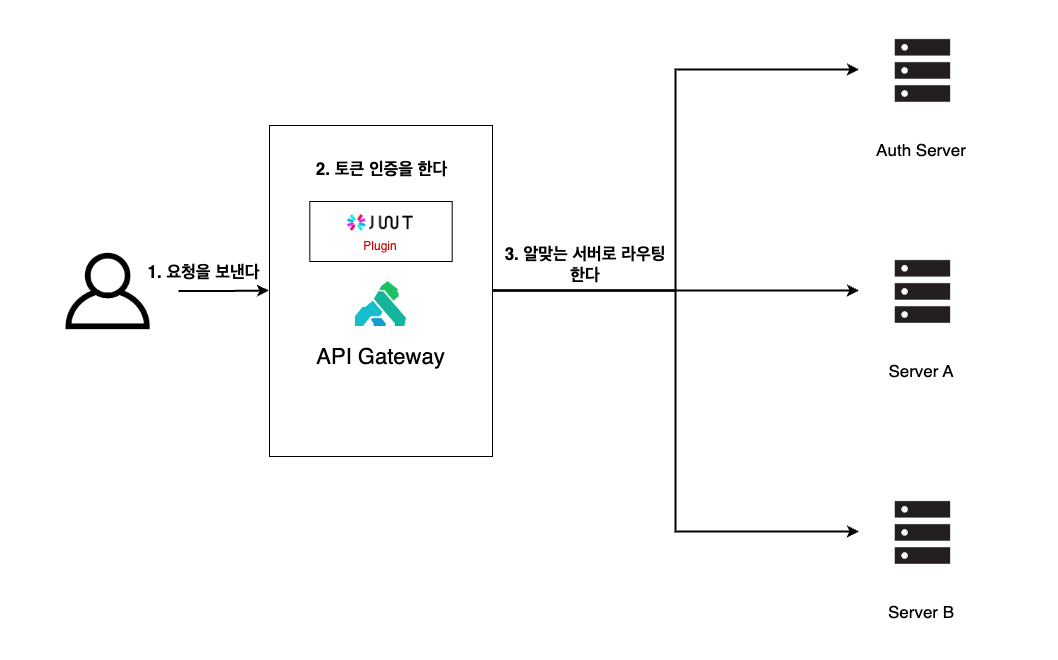 1. 요청을 보낸다
2. 토큰 인증을 한다
JWT
Plugin
API Gateway
3. 알맞는 서버로 라우팅
한다
Auth Server
Server A
Server B